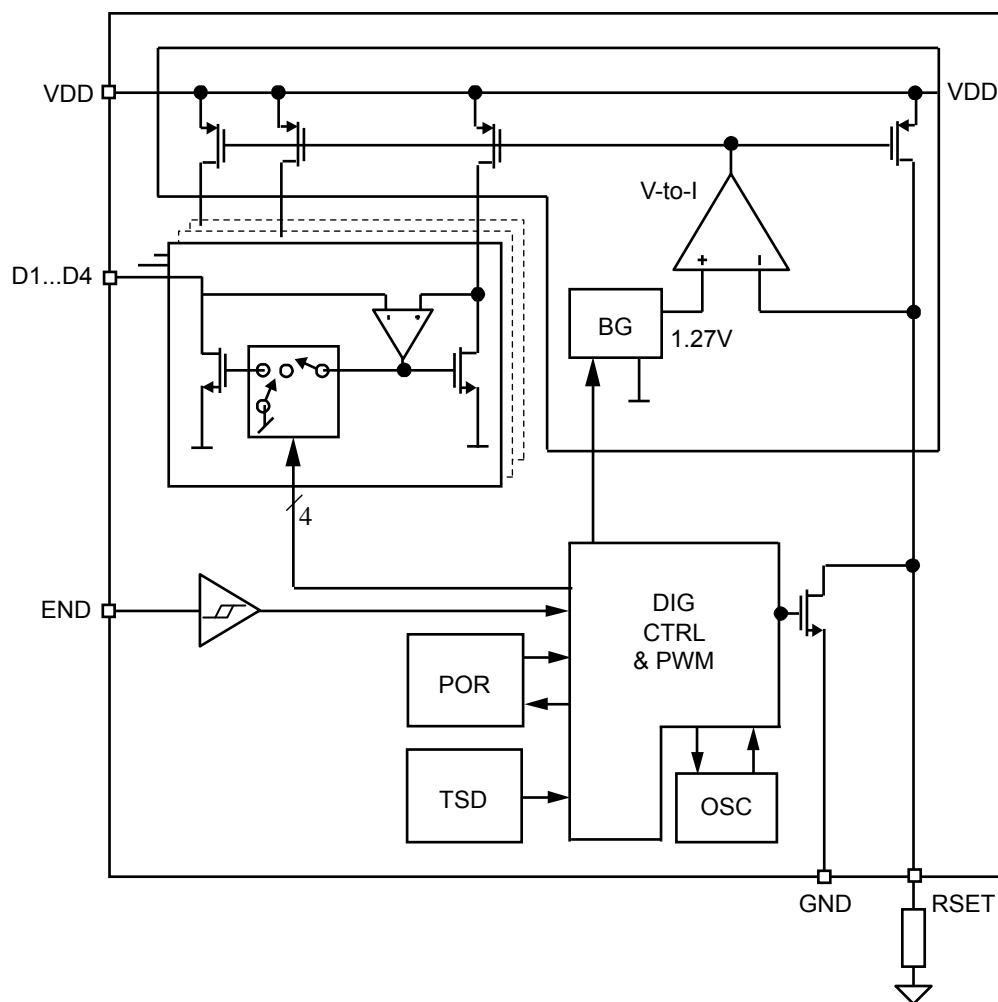 VDD
VDD
V-to-I
D1...D4
+
BG
1.27V
4
END
DIG
CTRL
& PWM
POR
TSD
OSC
GND
RSET